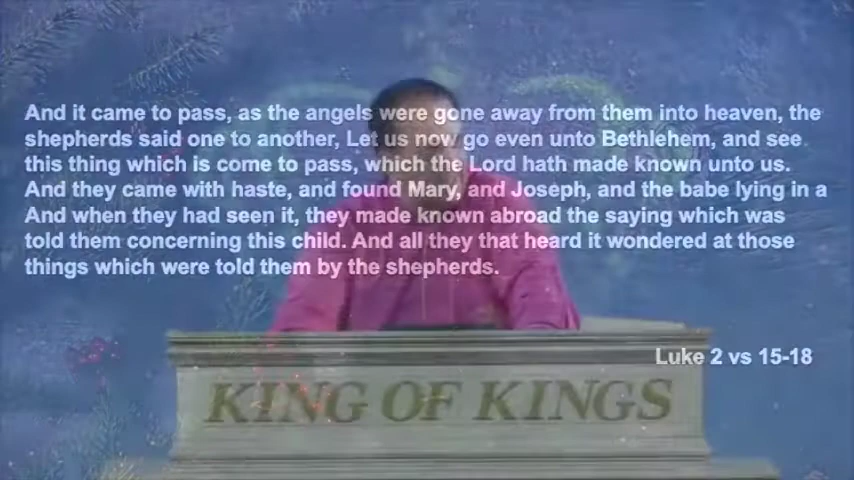 And it came to pass, as the angels were gone away from them into heaven, the
shepherds said one to another, Let us now go even unto Bethlehem, and see
this thing which is come to pass, which the Lord hath made known unto us.
And they came with haste, and found Mary, and Joseph, and the babe lying in a
And when they had seen it, they made known abroad the saying which was
told them concerning this child. And all they that heard it wondered at those
things which were told them by the shepherds.
Luke 2 vs 15-18
KING OF KINGS